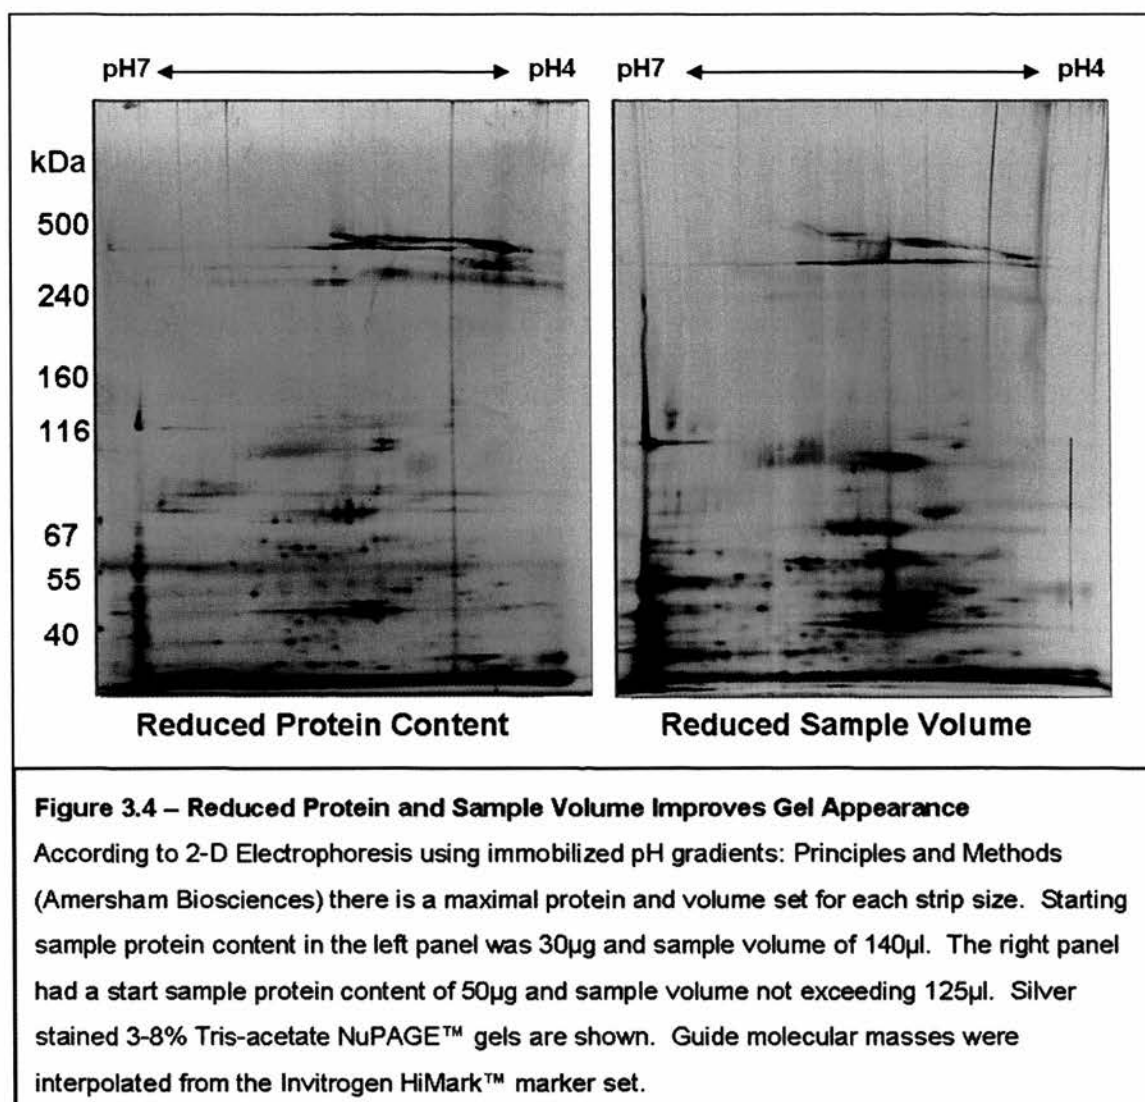 pH7 pH4 pH7 pH4
kDa
500
240
160
116
67
55
40
Reduced Protein Content Reduced Sample Volume
Figure 3.4 – Reduced Protein and Sample Volume Improves Gel Appearance
According to 2-D Electrophoresis using immobilized pH gradients: Principles and Methods
(Amersham Biosciences) there is a maximal protein and volume set for each strip size. Starting
sample protein content in the left panel was 30µg and sample volume of 140µl. The right panel
had a start sample protein content of 50µg and sample volume not exceeding 125µl. Silver
stained 3-8% Tris-acetate NuPAGE™ gels are shown. Guide molecular masses were
interpolated from the Invitrogen HiMark™ marker set.